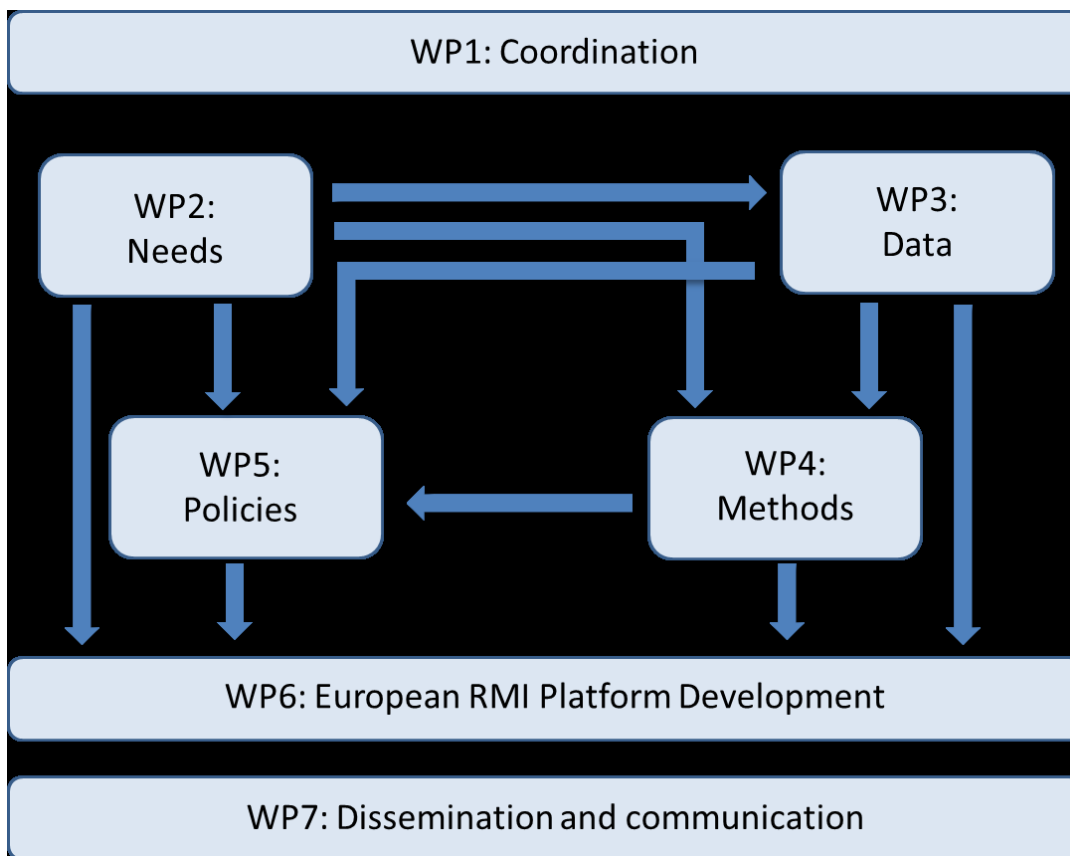 WP1: Coordination
WP2:
Needs
WP3:
Data
WP5:
Policies
WP4:
Methods
WP6: European RMI Platform Development
WP7: Dissemination and communication